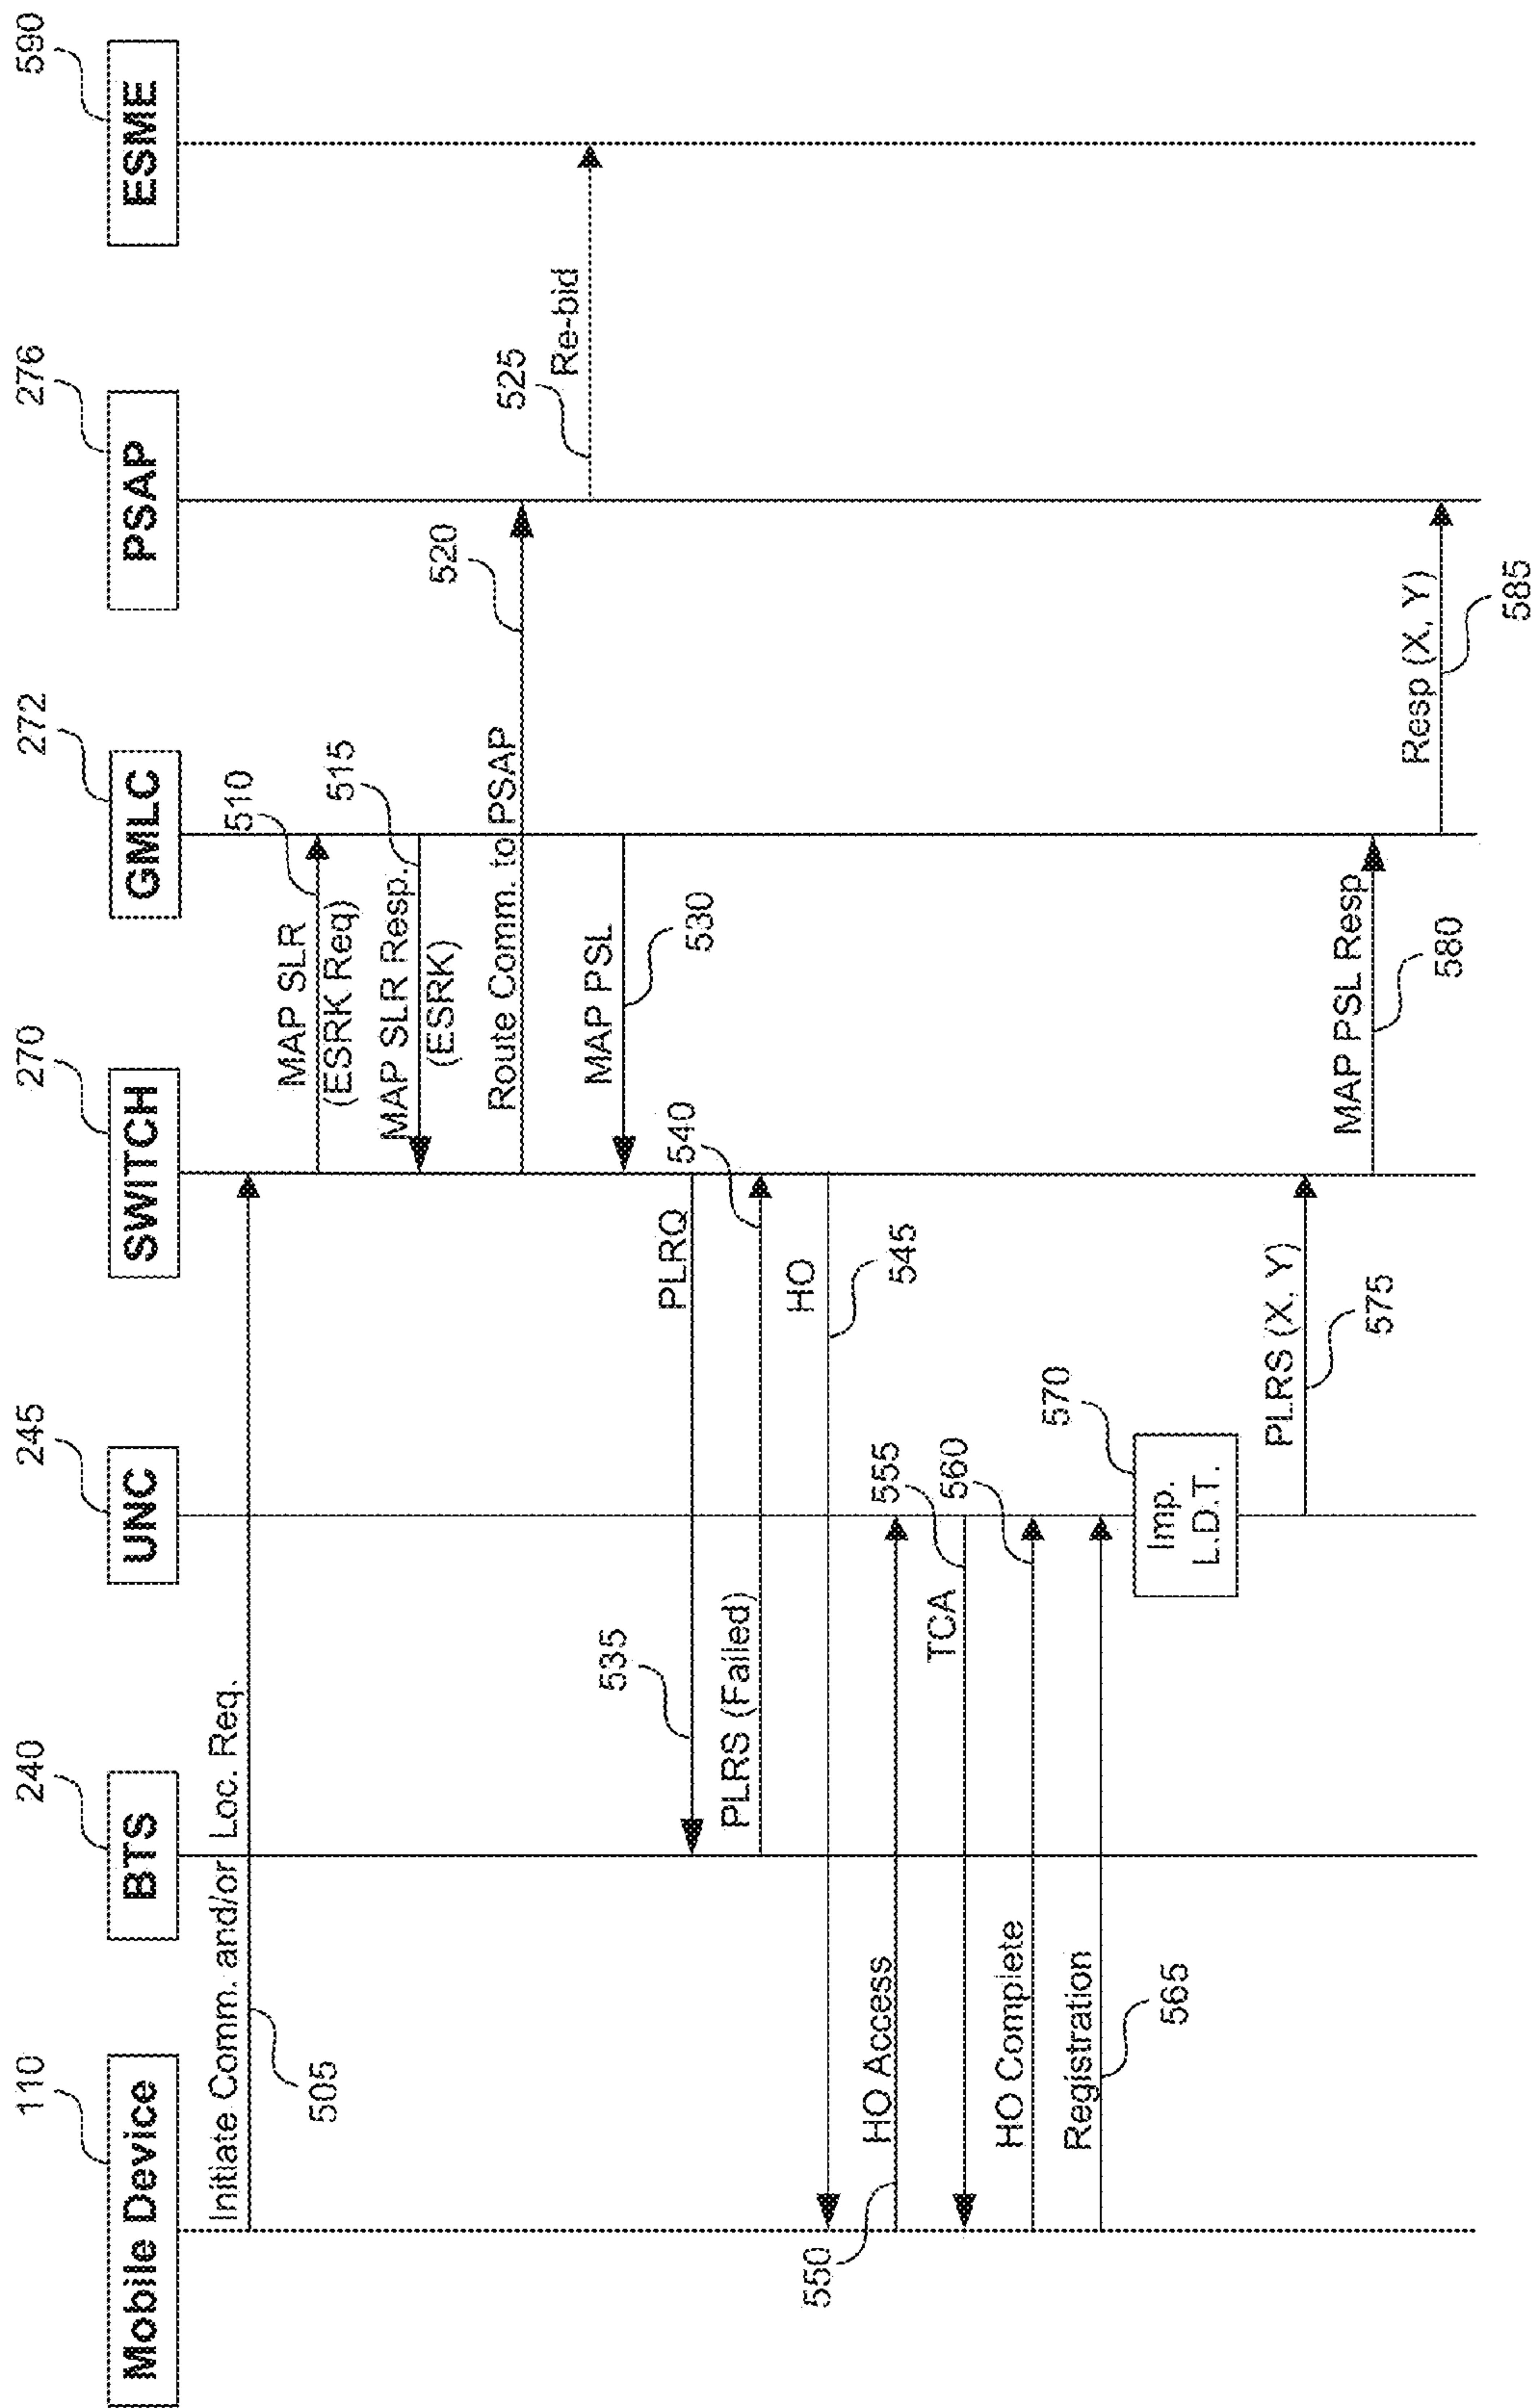 110
240
245
270
272
276
590
Mobile Device
BTS
UNC
SWITCH
GMLC
PSAP
ESME
Initiate Comm. and/or Loc. Req.
505
MAP SLR
(ESRK Req)
510
MAP SLR Resp.
(ESRK)
515
Route Comm. to PSAP
520
525
Re-bid
MAP PSL
530
535
PLRQ
PLRS (Failed)
540
HO
545
550
HO Access
TCA
555
HO Complete
560
Registration
565
Imp.
L.D.T.
570
PLRS (X, Y)
575
MAP PSL Resp
580
Resp (X, Y)
585